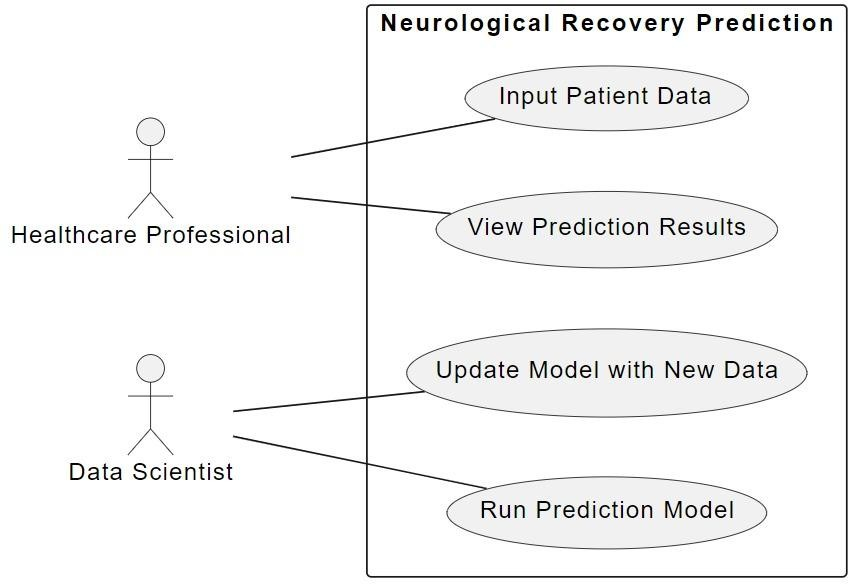 Neurological Recovery Prediction
Input Patient Data
Healthcare Professional
View Prediction Results
Update Model with New Data
Data Scientist
Run Prediction Model